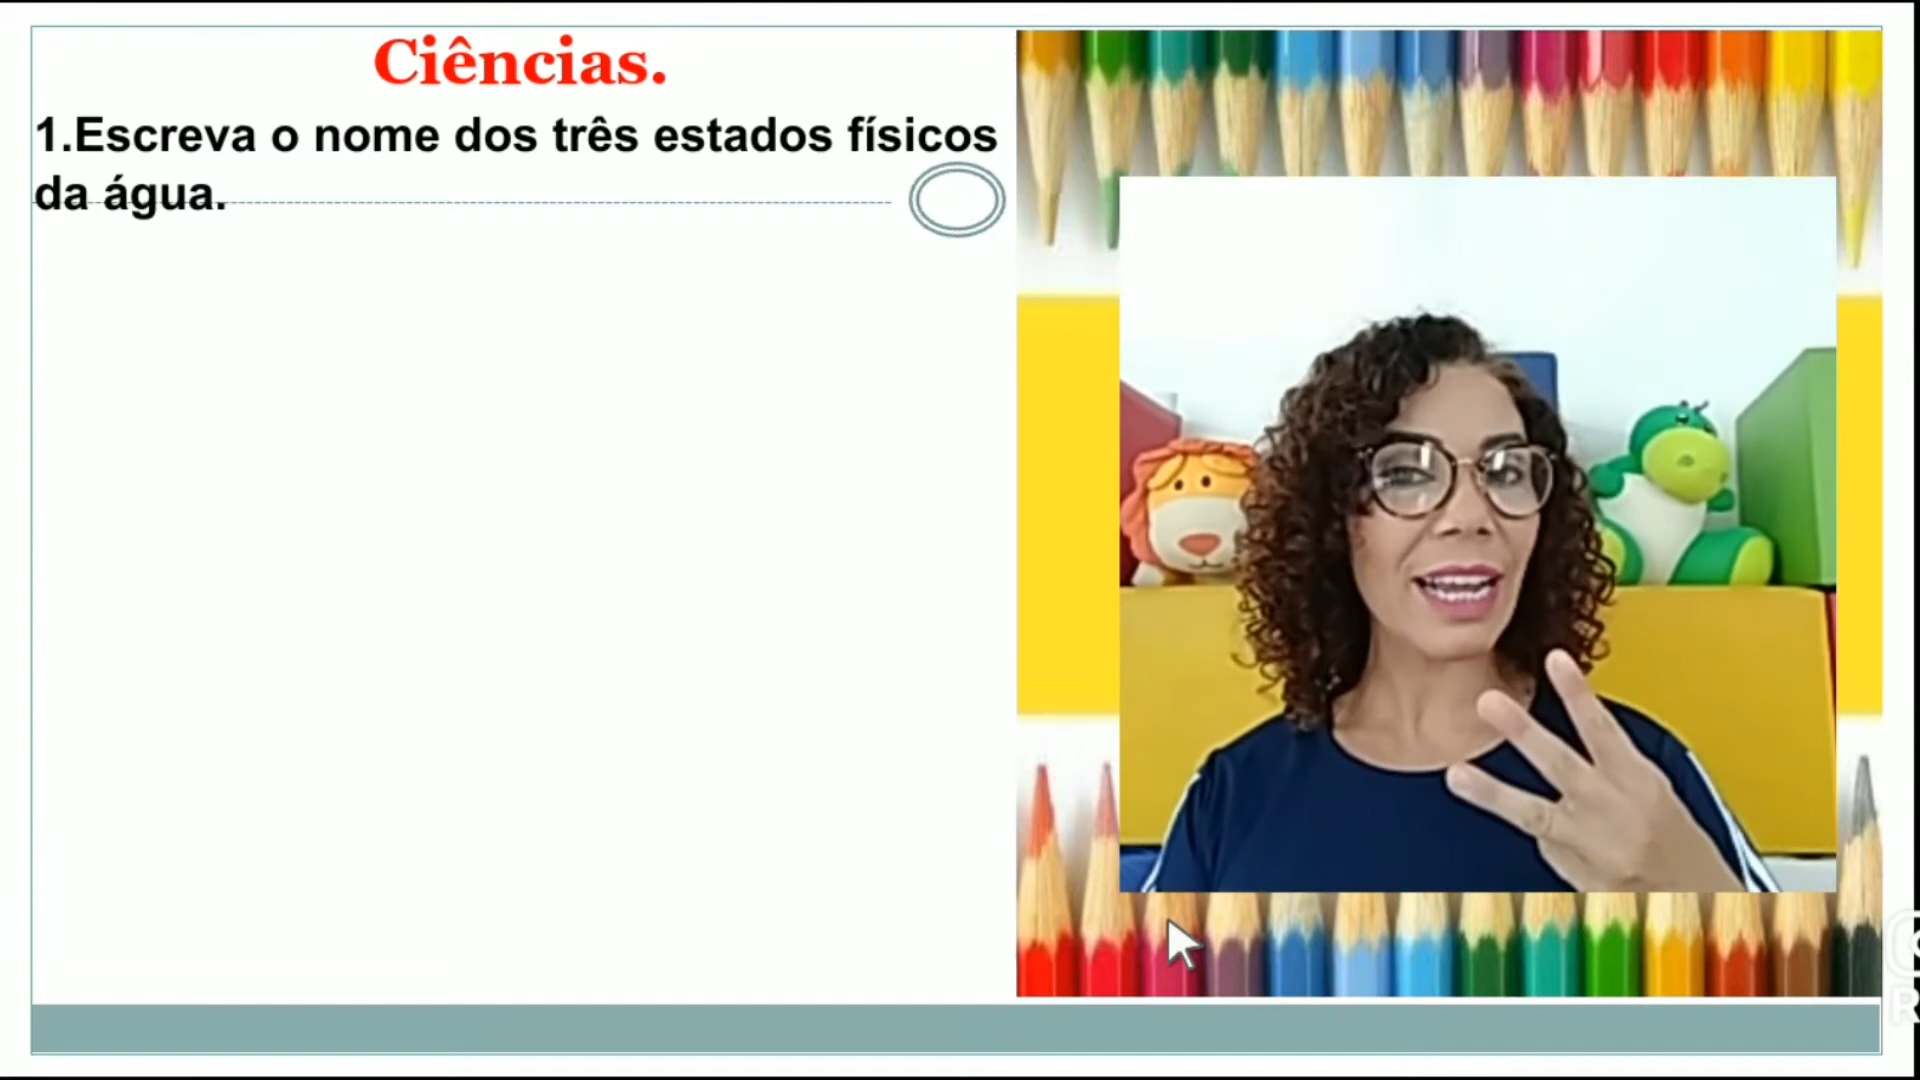 Ciências.
1.Escreva o nome dos três estados físicos
da água.